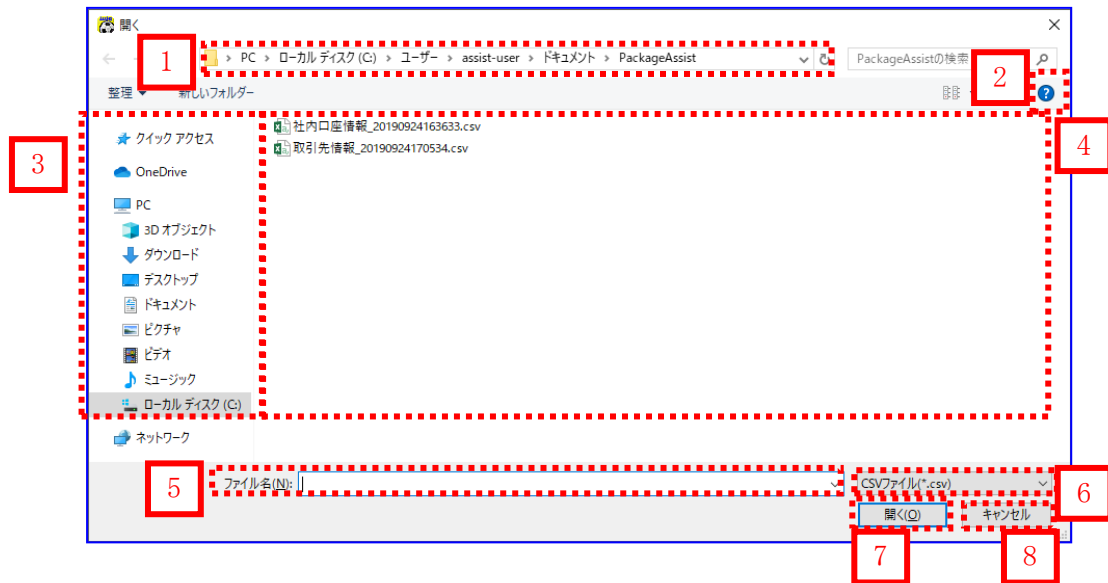 開く
1
PC > ローカル ディスク (C:) > ユーザー > assist-user > ドキュメント > PackageAssist
PackageAssistの検索
2
整理 新しいフォルダー
3
4
クイック アクセス
社内口座情報_20190924163633.csv
取引先情報_20190924170534.csv
OneDrive
PC
3D オブジェクト
ダウンロード
デスクトップ
ドキュメント
ピクチャ
ビデオ
ミュージック
ローカル ディスク (C:)
ネットワーク
5
ファイル名(N):
CSVファイル(*.csv)
6
開く(O)
キャンセル
7
8